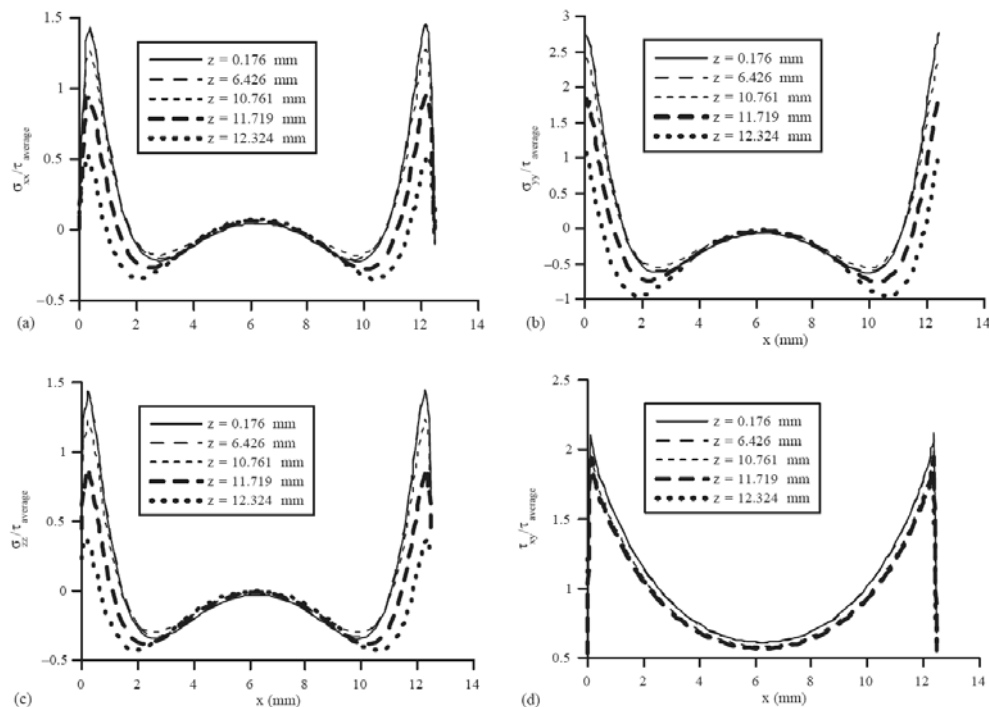 1.5
1
0.5
0
−0.5
σxx/τaverage
z = 0.176 mm
z = 6.426 mm
z = 10.761 mm
z = 11.719 mm
z = 12.324 mm
0 2 4 6 8 10 12 14
(a)
3
2.5
2
1.5
1
0.5
0
−0.5
−1
σyy/τaverage
z = 0.176 mm
z = 6.426 mm
z = 10.761 mm
z = 11.719 mm
z = 12.324 mm
0 2 4 6 8 10 12 14
x (mm)
(b)
1.5
1
0.5
0
−0.5
σzz/τaverage
z = 0.176 mm
z = 6.426 mm
z = 10.761 mm
z = 11.719 mm
z = 12.324 mm
0 2 4 6 8 10 12 14
(c)
2.5
2
1.5
1
0.5
τxy/τaverage
z = 0.176 mm
z = 6.426 mm
z = 10.761 mm
z = 11.719 mm
z = 12.324 mm
0 2 4 6 8 10 12 14
x (mm)
(d)